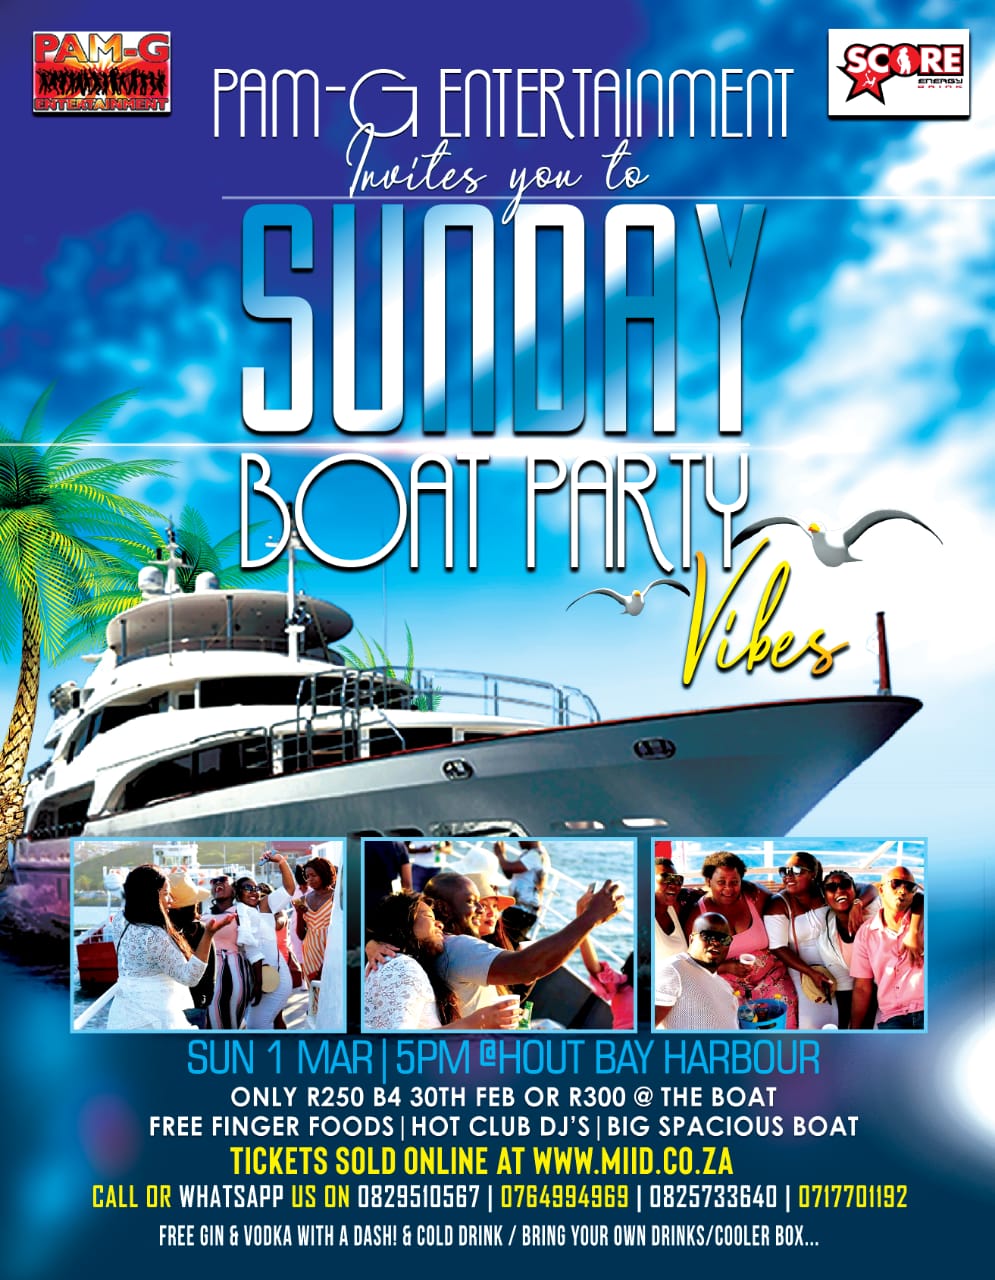 PAM-G
ENTERTAINMENT
SCORE
ENERGY
DRINK
PAM-G ENTERTAINMENT
Invites you to
SUNDAY
BOAT PARTY
Vibes
SUN 1 MAR | 5PM @HOUT BAY HARBOUR
ONLY R250 B4 30TH FEB OR R300 @ THE BOAT
FREE FINGER FOODS | HOT CLUB DJ'S | BIG SPACIOUS BOAT
TICKETS SOLD ONLINE AT WWW.MIID.CO.ZA
CALL OR WHATSAPP US ON 0829510567 | 0764994969 | 0825733640 | 0717701192
FREE GIN & VODKA WITH A DASH! & COLD DRINK / BRING YOUR OWN DRINKS/COOLER BOX...